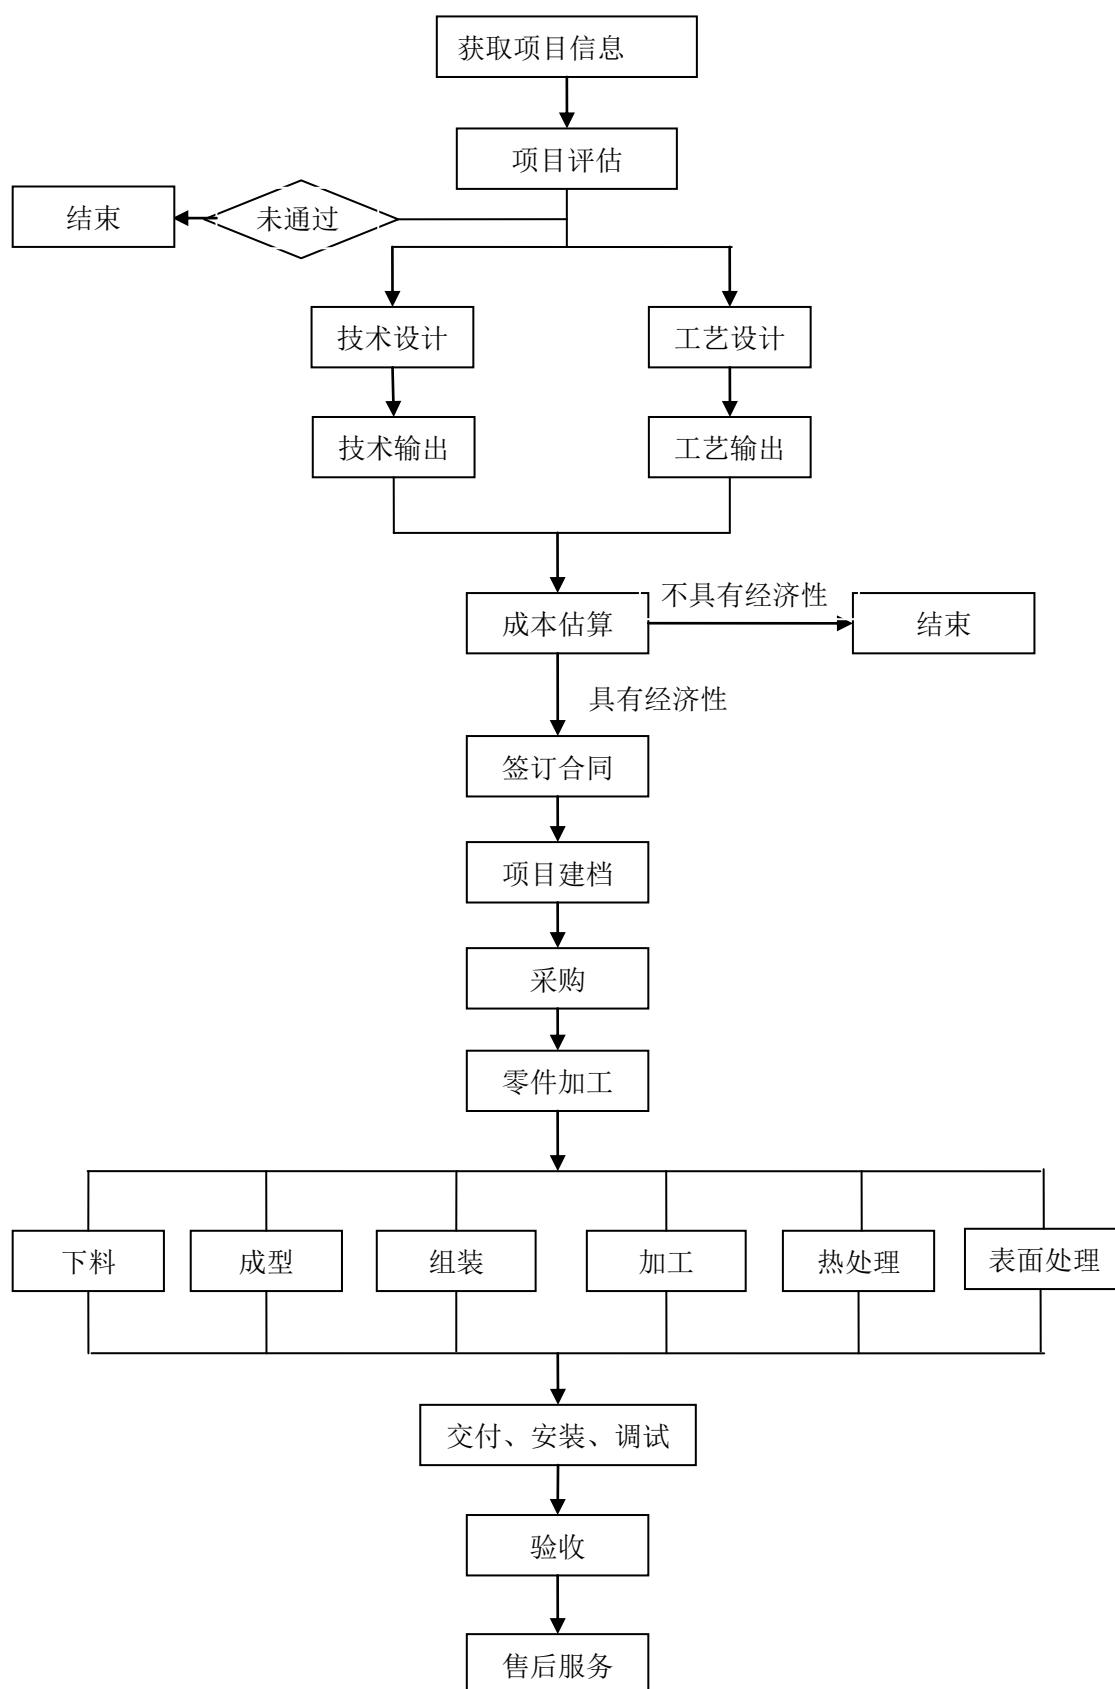 获取项目信息
项目评估
结束
未通过
技术设计
工艺设计
技术输出
工艺输出
不具有经济性
成本估算
结束
具有经济性
签订合同
项目建档
采购
零件加工
下料
成型
组装
加工
热处理
表面处理
交付、安装、调试
验收
售后服务